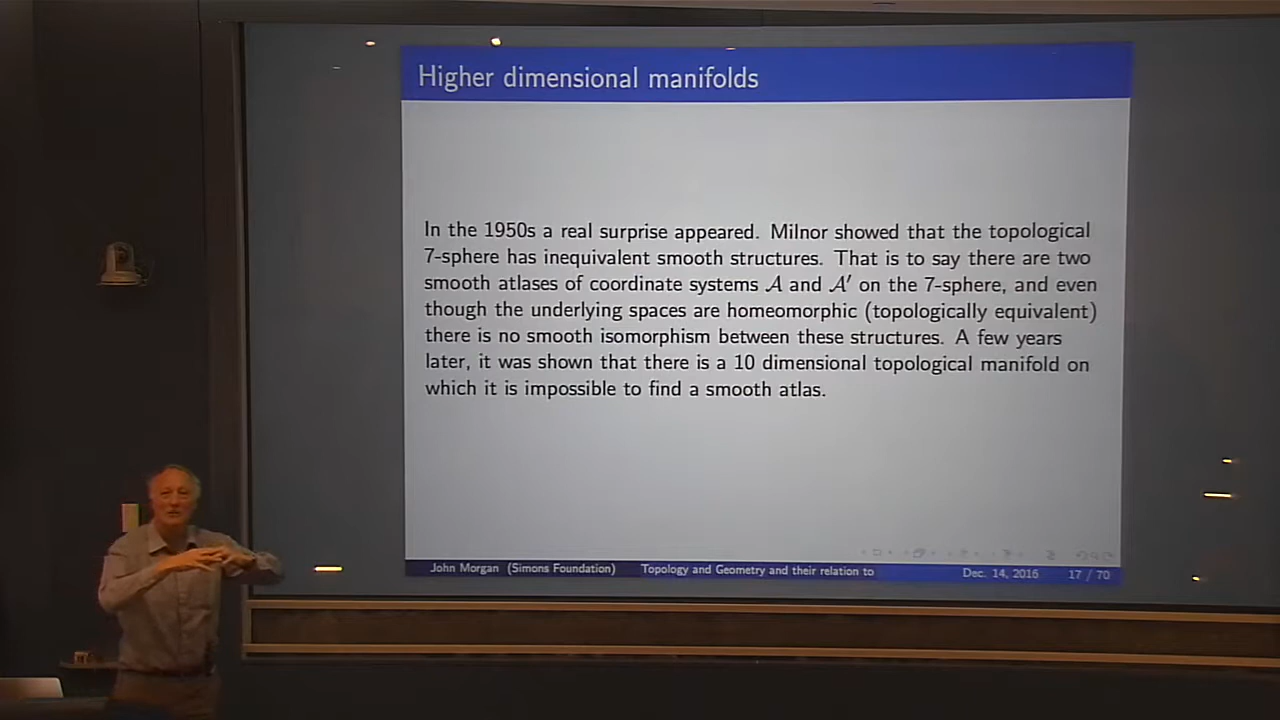 Higher dimensional manifolds
In the 1950s a real surprise appeared. Milnor showed that the topological
7-sphere has inequivalent smooth structures. That is to say there are two
smooth atlases of coordinate systems 𝒜 and 𝒜′ on the 7-sphere, and even
though the underlying spaces are homeomorphic (topologically equivalent)
there is no smooth isomorphism between these structures. A few years
later, it was shown that there is a 10 dimensional topological manifold on
which it is impossible to find a smooth atlas.
John Morgan (Simons Foundation) Topology and Geometry and their relation to Dec. 14, 2016 17 / 70